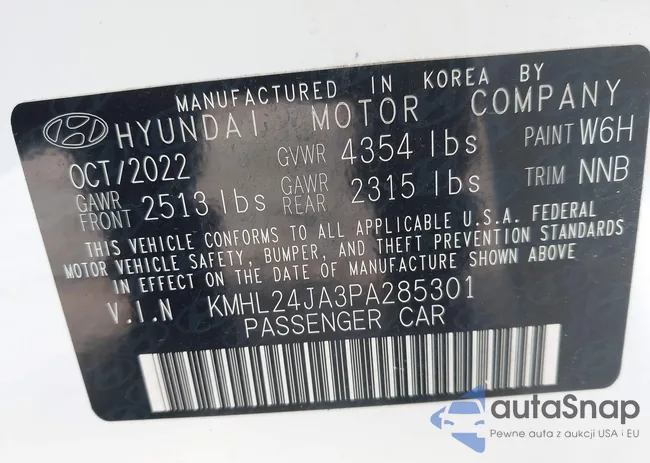 MANUFACTURED IN KOREA BY
HYUNDAI MOTOR COMPANY
OCT/2022 GVWR 4354 lbs PAINT W6H
GAWR FRONT 2513 lbs GAWR REAR 2315 lbs TRIM NNB
THIS VEHICLE CONFORMS TO ALL APPLICABLE U.S.A. FEDERAL
MOTOR VEHICLE SAFETY, BUMPER, AND THEFT PREVENTION STANDARDS
IN EFFECT ON THE DATE OF MANUFACTURE SHOWN ABOVE
V.I.N KMHL24JA3PA285301
PASSENGER CAR
autaSnap
Pewne auta z aukcji USA i EU